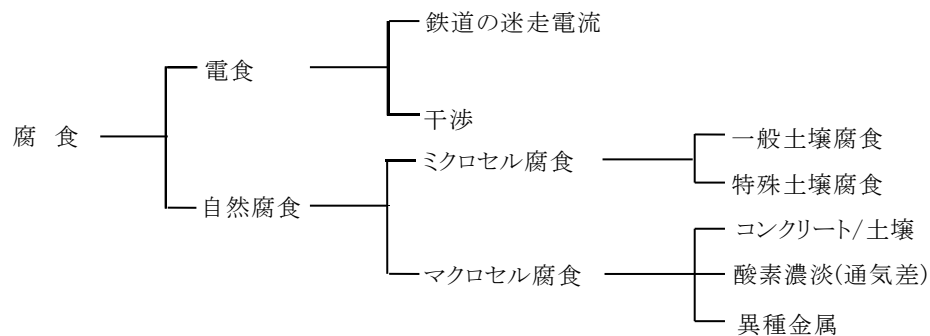 鉄道の迷走電流
電食
干渉
腐 食
ミクロセル腐食
一般土壌腐食
特殊土壌腐食
自然腐食
コンクリート/土壌
マクロセル腐食
酸素濃淡(通気差)
異種金属